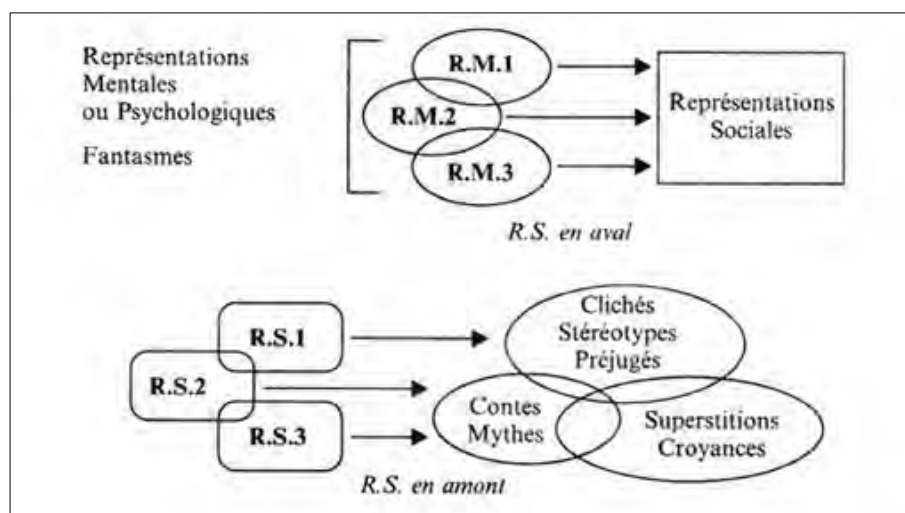 Représentations
Mentales
ou Psychologiques
Fantasmes
R.M.1
R.M.2
R.M.3
Représentations
Sociales
R.S. en aval
R.S.1
R.S.2
R.S.3
Clichés
Stéréotypes
Préjugés
Contes
Mythes
Superstitions
Croyances
R.S. en amont